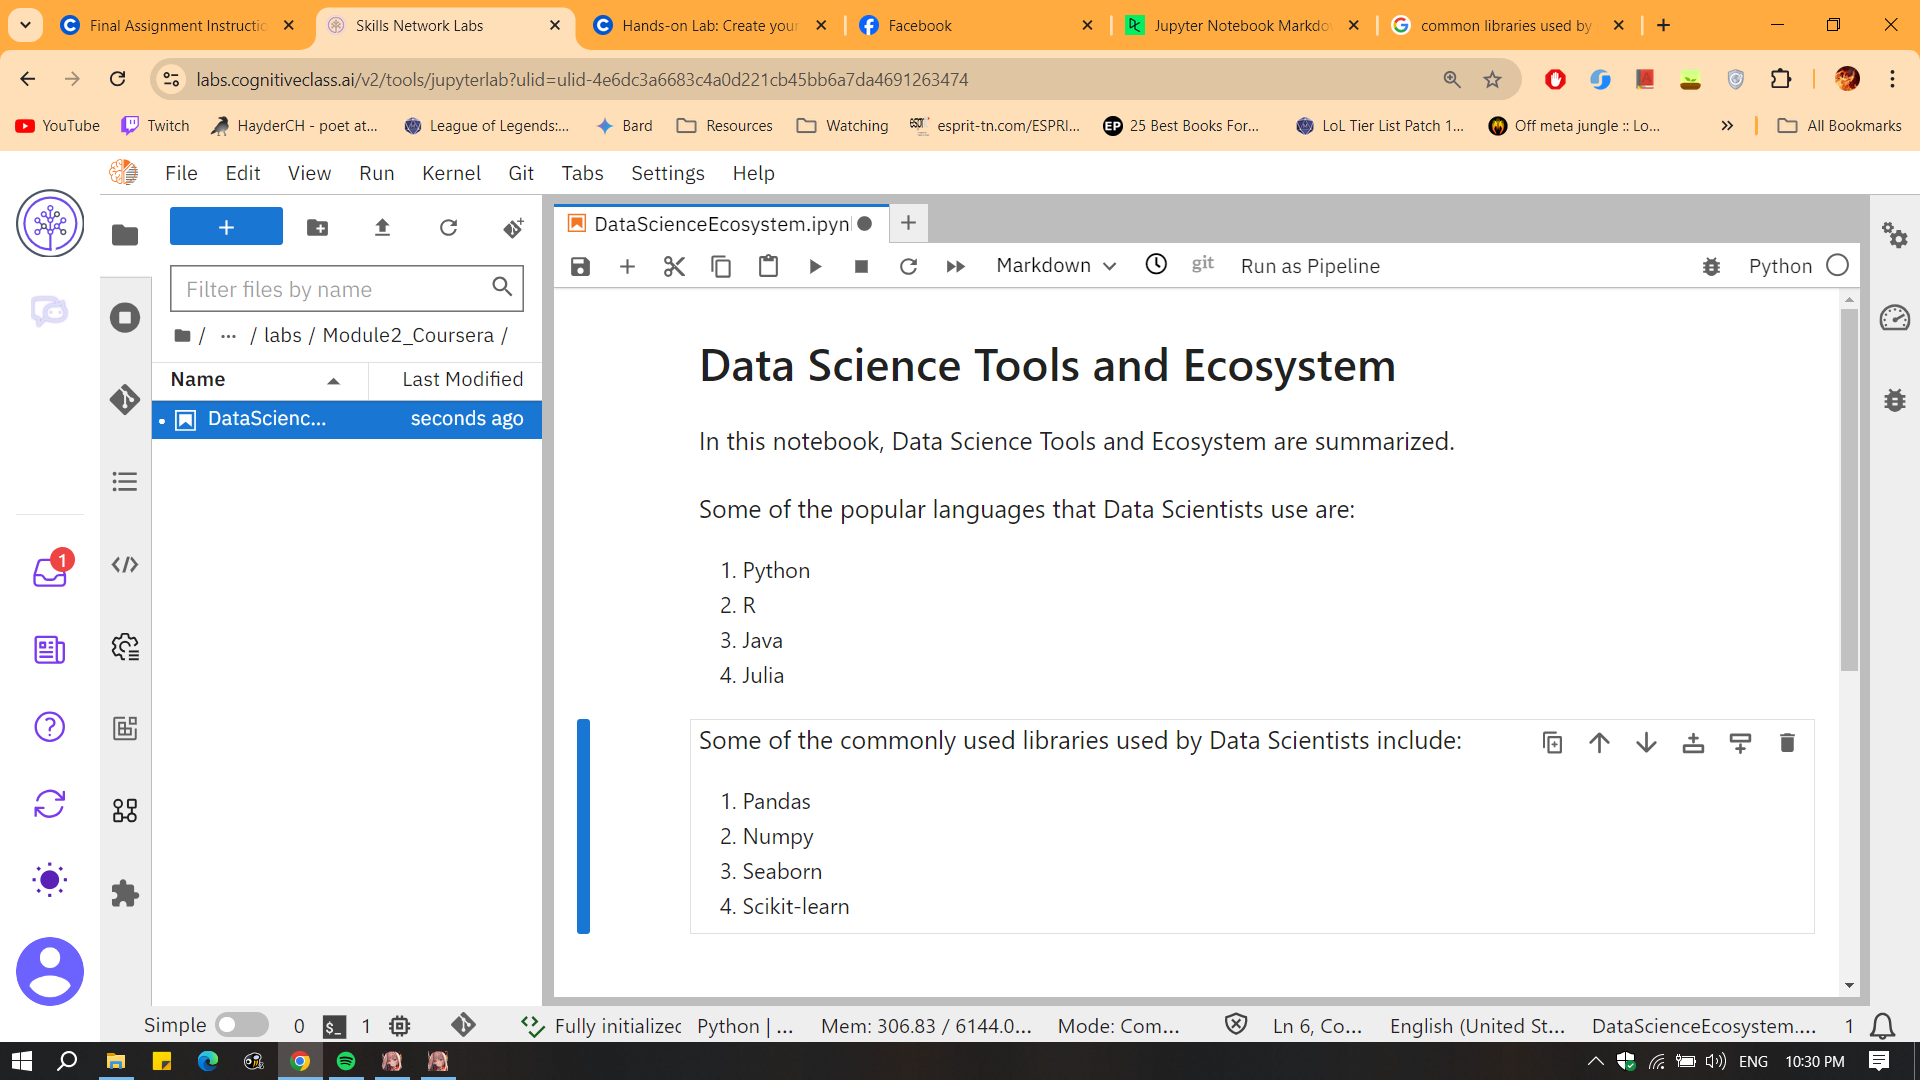 Final Assignment Instructio
Skills Network Labs
Hands-on Lab: Create your
Facebook
Jupyter Notebook Markdo
common libraries used by
labs.cognitiveclass.ai/v2/tools/jupyterlab?ulid=ulid-4e6dc3a6683c4a0d221cb45bb6a7da4691263474
YouTube
Twitch
HayderCH - poet at...
League of Legends:...
Bard
Resources
Watching
esprit-tn.com/ESPRI...
EP 25 Best Books For...
LoL Tier List Patch 1...
Off meta jungle :: Lo...
All Bookmarks
File Edit View Run Kernel Git Tabs Settings Help
DataScienceEcosystem.ipyn
Markdown
git
Run as Pipeline
Python
Filter files by name
/ ... / labs / Module2_Coursera /
Name
Last Modified
DataScienc...
seconds ago
1
Data Science Tools and Ecosystem
In this notebook, Data Science Tools and Ecosystem are summarized.
Some of the popular languages that Data Scientists use are:
1. Python
2. R
3. Java
4. Julia
Some of the commonly used libraries used by Data Scientists include:
1. Pandas
2. Numpy
3. Seaborn
4. Scikit-learn
Simple
0
$_
1
Fully initialized
Python | ...
Mem: 306.83 / 6144.0...
Mode: Com...
Ln 6, Co...
English (United St...
DataScienceEcosystem....
1
ENG
10:30 PM